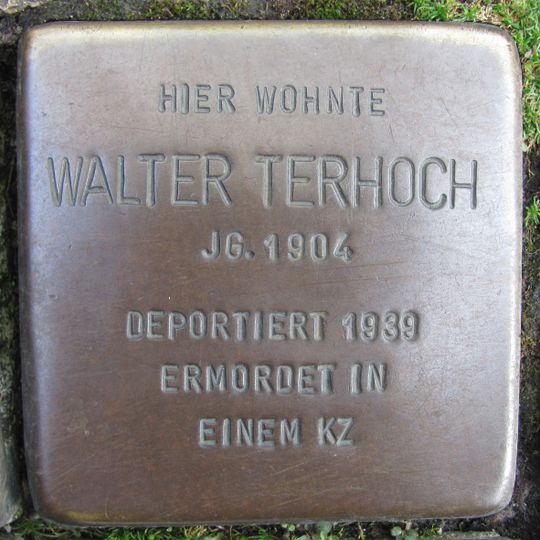 HIER WOHNTE
WALTER TERHOCH
JG. 1904
DEPORTIERT 1939
ERMORDET IN
EINEM KZ